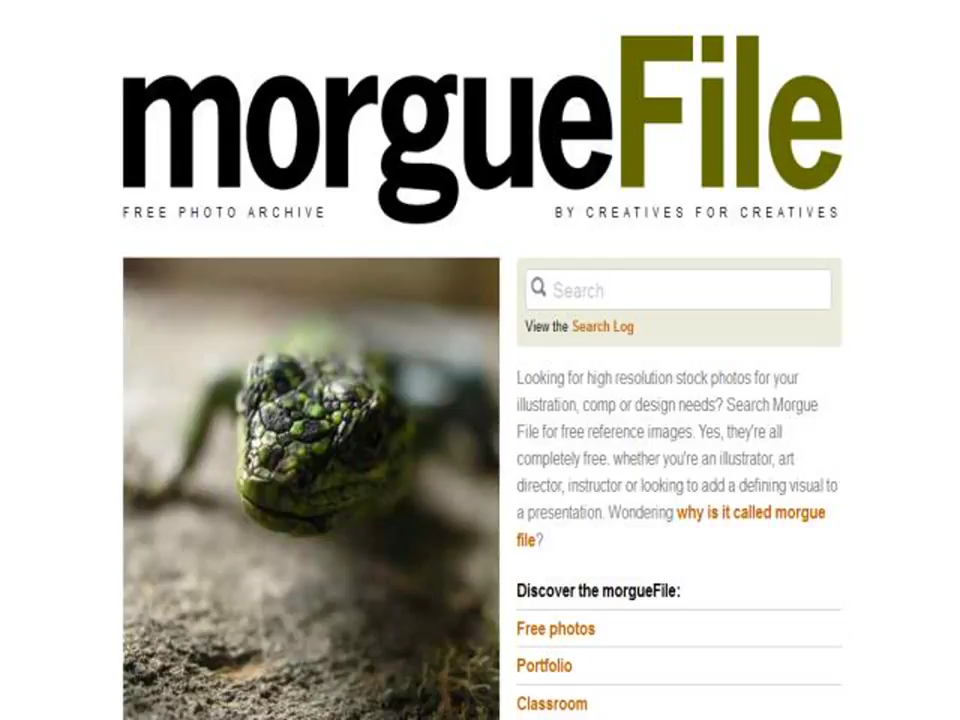 morgueFile
FREE PHOTO ARCHIVE
BY CREATIVES FOR CREATIVES
Search
View the Search Log
Looking for high resolution stock photos for your
illustration, comp or design needs? Search Morgue
File for free reference images. Yes, they're all
completely free. whether you're an illustrator, art
director, instructor or looking to add a defining visual to
a presentation. Wondering why is it called morgue
file?
Discover the morgueFile:
Free photos
Portfolio
Classroom